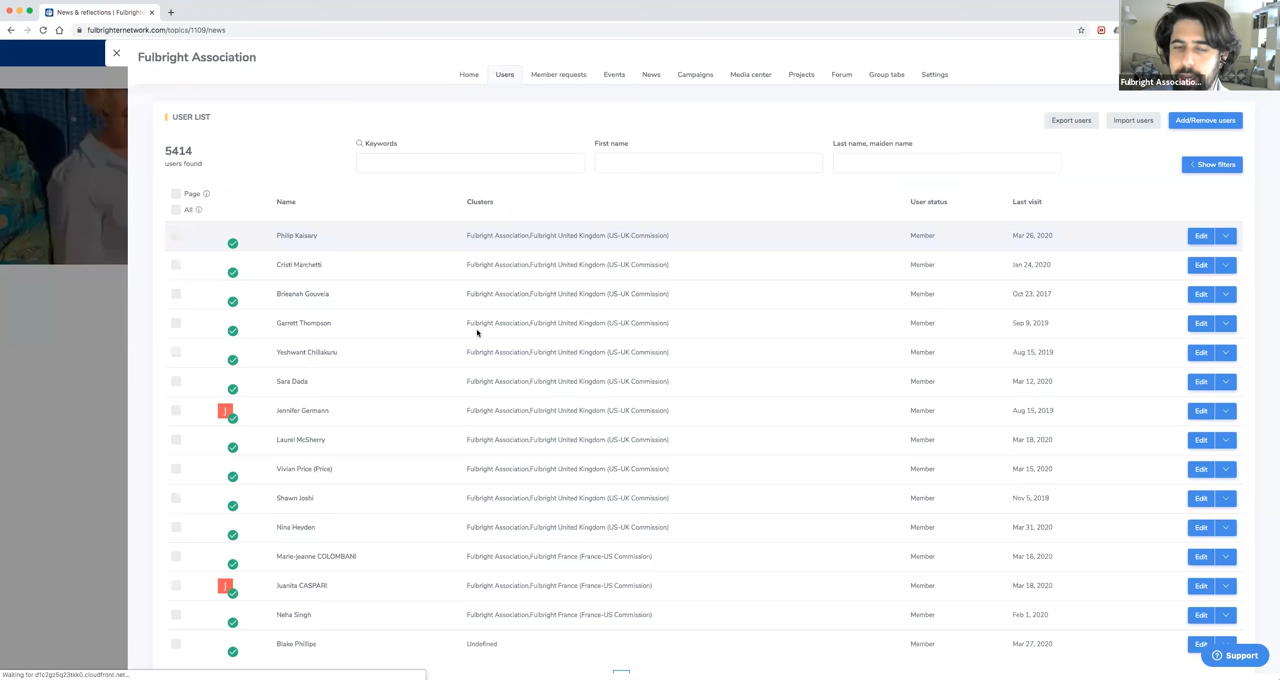 News & reflections | Fulbright
fulbrighternetwork.com/topics/1109/news
Fulbright Associatio...
Fulbright Association
Home Users Member requests Events News Campaigns Media center Projects Forum Group tabs Settings
USER LIST
Export users Import users Add/Remove users
5414
users found
Keywords First name Last name, maiden name
Show filters
Page
All
Name Clusters User status Last visit
Philip Kaisary Fulbright Association,Fulbright United Kingdom (US-UK Commission) Member Mar 26, 2020 Edit
Cristi Marchetti Fulbright Association,Fulbright United Kingdom (US-UK Commission) Member Jan 24, 2020 Edit
Brieanah Gouveia Fulbright Association,Fulbright United Kingdom (US-UK Commission) Member Oct 23, 2017 Edit
Garrett Thompson Fulbright Association,Fulbright United Kingdom (US-UK Commission) Member Sep 9, 2019 Edit
Yeshwant Chillakuru Fulbright Association,Fulbright United Kingdom (US-UK Commission) Member Aug 15, 2019 Edit
Sara Dada Fulbright Association,Fulbright United Kingdom (US-UK Commission) Member Mar 12, 2020 Edit
J Jennifer Germann Fulbright Association,Fulbright United Kingdom (US-UK Commission) Member Aug 15, 2019 Edit
Laurel McSherry Fulbright Association,Fulbright United Kingdom (US-UK Commission) Member Mar 18, 2020 Edit
Vivian Price (Price) Fulbright Association,Fulbright United Kingdom (US-UK Commission) Member Mar 15, 2020 Edit
Shawn Joshi Fulbright Association,Fulbright United Kingdom (US-UK Commission) Member Nov 5, 2018 Edit
Nina Heyden Fulbright Association,Fulbright United Kingdom (US-UK Commission) Member Mar 31, 2020 Edit
Marie-jeanne COLOMBANI Fulbright Association,Fulbright France (France-US Commission) Member Mar 16, 2020 Edit
J Juanita CASPARI Fulbright Association,Fulbright France (France-US Commission) Member Mar 18, 2020 Edit
Neha Singh Fulbright Association,Fulbright France (France-US Commission) Member Feb 1, 2020 Edit
Blake Phillips Undefined Member Mar 27, 2020 Edit
Support
Waiting for d1c2gz5q23tkk0.cloudfront.net...